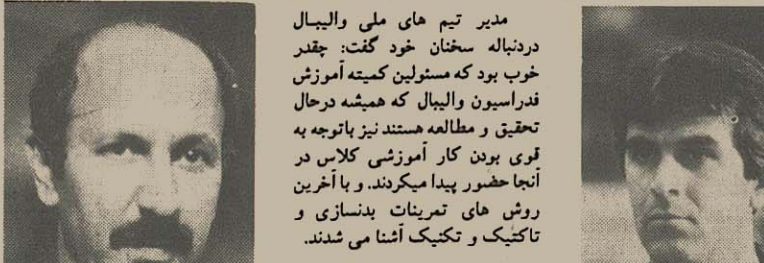 مدیر تیم های ملی والیبال
دردنباله سخنان خود گفت: چقدر
خوب بود که مسئولین کمیته آموزش
فدراسیون والیبال که همیشه درحال
تحقیق و مطالعه هستند نیز باتوجه به
قوی بودن کار آموزشی کلاس در
آنجا حضور پیدا میکردند. و با آخرین
روش های تمرینات بدنسازی و
تاکتیک و تکنیک آشنا می شدند.